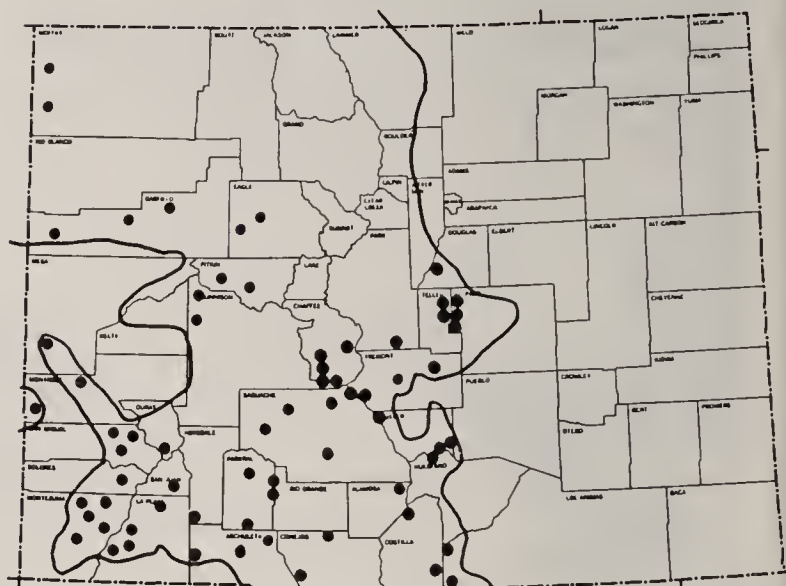 MOFFAT
ROUTT
JACKSON
LARIMER
WELD
LOGAN
SEDGWICK
PHILLIPS
MORGAN
WASHINGTON
YUMA
GRAND
BOULDER
RIO BLANCO
ADAMS
GILPIN
EAGLE
CLEAR
CREEK
ARAPAHOE
GARFIELD
SUMMIT
PARK
DOUGLAS
ELBERT
LINCOLN
KIT CARSON
MESA
PITKIN
LAKE
GUNNISON
CHAFFEE
TELLER
CHEYENNE
DELTA
FREMONT
KIOWA
MONTROSE
PUEBLO
CROWLEY
OURAY
SAGUACHE
BENT
PROWERS
SAN MIGUEL
HINSDALE
OTERO
DOLORES
MINERAL
HUERFANO
SAN JUAN
RIO GRANDE
ALAMOSA
LAS ANIMAS
BACA
MONTEZUMA
LA PLATA
ARCHULETA
CONEJOS
COSTILLA